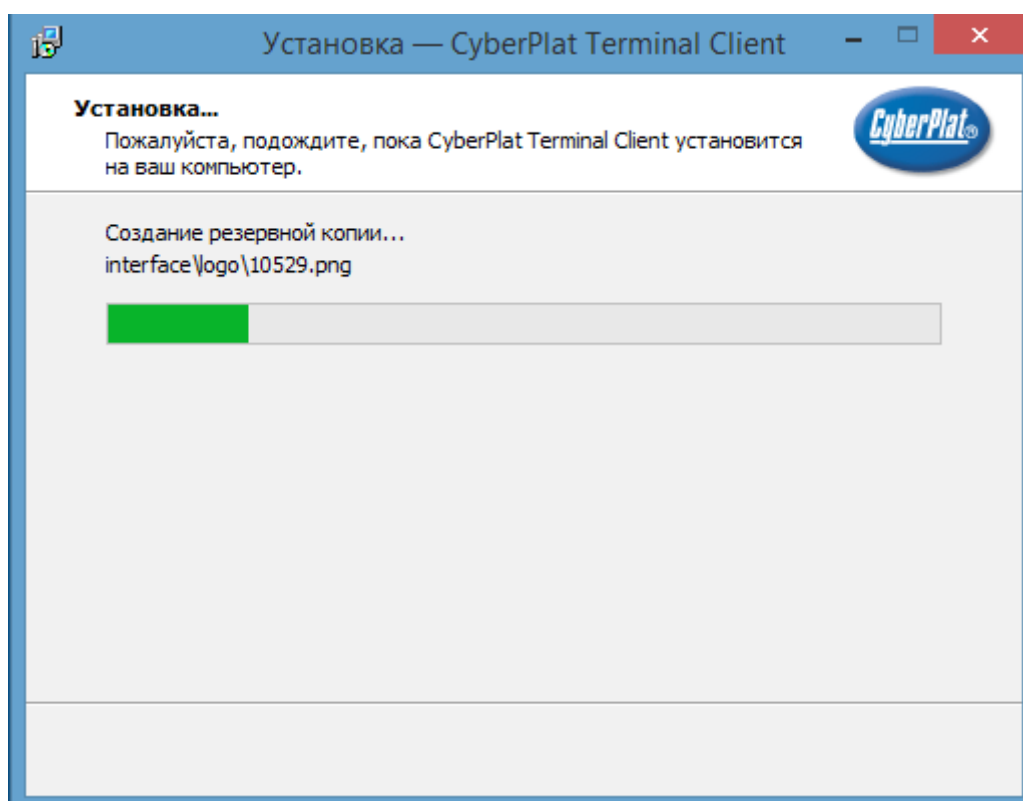 Установка — CyberPlat Terminal Client
Установка...
Пожалуйста, подождите, пока CyberPlat Terminal Client установится
на ваш компьютер.
CyberPlat®
Создание резервной копии...
interface\logo\10529.png